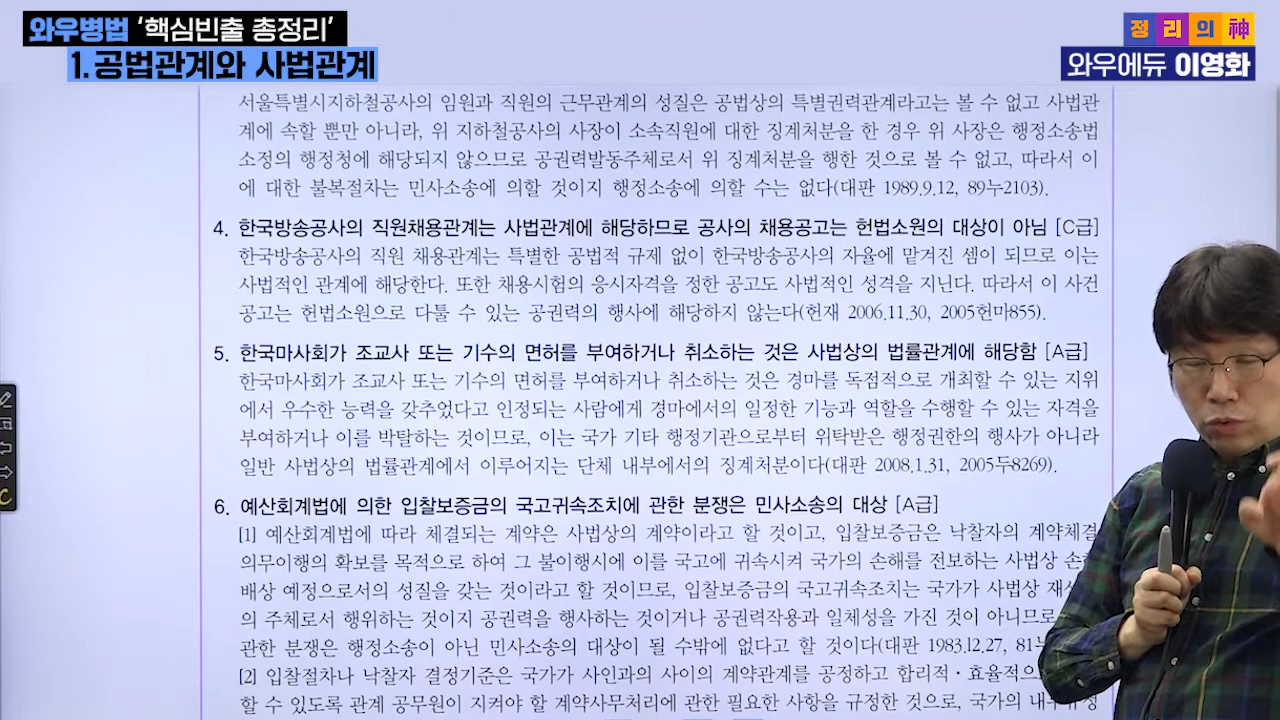 와우병법 '핵심빈출 총정리'
1.공법관계와 사법관계
정리의神
와우에듀 이영화
서울특별시지하철공사의 임원과 직원의 근무관계의 성질은 공법상의 특별권력관계라고는 볼 수 없고 사법관
계에 속할 뿐만 아니라, 위 지하철공사의 사장이 소속직원에 대한 징계처분을 한 경우 위 사장은 행정소송법
소정의 행정청에 해당되지 않으므로 공권력발동주체로서 위 징계처분을 행한 것으로 볼 수 없고, 따라서 이
에 대한 불복절차는 민사소송에 의할 것이지 행정소송에 의할 수는 없다(대판 1989.9.12, 89누2103).
4. 한국방송공사의 직원채용관계는 사법관계에 해당하므로 공사의 채용공고는 헌법소원의 대상이 아님 [C급]
한국방송공사의 직원 채용관계는 특별한 공법적 규제 없이 한국방송공사의 자율에 맡겨진 셈이 되므로 이는
사법적인 관계에 해당한다. 또한 채용시험의 응시자격을 정한 공고도 사법적인 성격을 지닌다. 따라서 이 사건
공고는 헌법소원으로 다툴 수 있는 공권력의 행사에 해당하지 않는다(헌재 2006.11.30, 2005헌마855).
5. 한국마사회가 조교사 또는 기수의 면허를 부여하거나 취소하는 것은 사법상의 법률관계에 해당함 [A급]
한국마사회가 조교사 또는 기수의 면허를 부여하거나 취소하는 것은 경마를 독점적으로 개최할 수 있는 지위
에서 우수한 능력을 갖추었다고 인정되는 사람에게 경마에서의 일정한 기능과 역할을 수행할 수 있는 자격을
부여하거나 이를 박탈하는 것이므로, 이는 국가 기타 행정기관으로부터 위탁받은 행정권한의 행사가 아니라
일반 사법상의 법률관계에서 이루어지는 단체 내부에서의 징계처분이다(대판 2008.1.31, 2005두8269).
6. 예산회계법에 의한 입찰보증금의 국고귀속조치에 관한 분쟁은 민사소송의 대상 [A급]
[1] 예산회계법에 따라 체결되는 계약은 사법상의 계약이라고 할 것이고, 입찰보증금은 낙찰자의 계약체결
의무이행의 확보를 목적으로 하여 그 불이행시에 이를 국고에 귀속시켜 국가의 손해를 전보하는 사법상 손해
배상 예정으로서의 성질을 갖는 것이라고 할 것이므로, 입찰보증금의 국고귀속조치는 국가가 사법상 재산
의 주체로서 행위하는 것이지 공권력을 행사하는 것이거나 공권력작용과 일체성을 가진 것이 아니므로
관한 분쟁은 행정소송이 아닌 민사소송의 대상이 될 수밖에 없다고 할 것이다(대판 1983.12.27, 81누
[2] 입찰절차나 낙찰자 결정기준은 국가가 사인과의 사이의 계약관계를 공정하고 합리적·효율적으
할 수 있도록 관계 공무원이 지켜야 할 계약사무처리에 관한 필요한 사항을 규정한 것으로, 국가의 내부규정